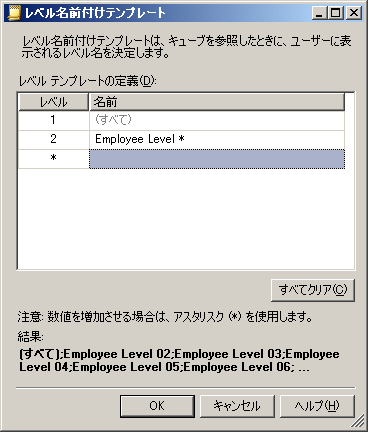 レベル名前付けテンプレート
レベル名前付けテンプレートは、キューブを参照したときに、ユーザーに表
示されるレベル名を決定します。
レベル テンプレートの定義(D):
レベル 名前
1 (すべて)
2 Employee Level *
*
すべてクリア(C)
注意: 数値を増加させる場合は、アスタリスク (*) を使用します。
結果:
(すべて);Employee Level 02;Employee Level 03;Employee
Level 04;Employee Level 05;Employee Level 06; ...
OK キャンセル ヘルプ(H)